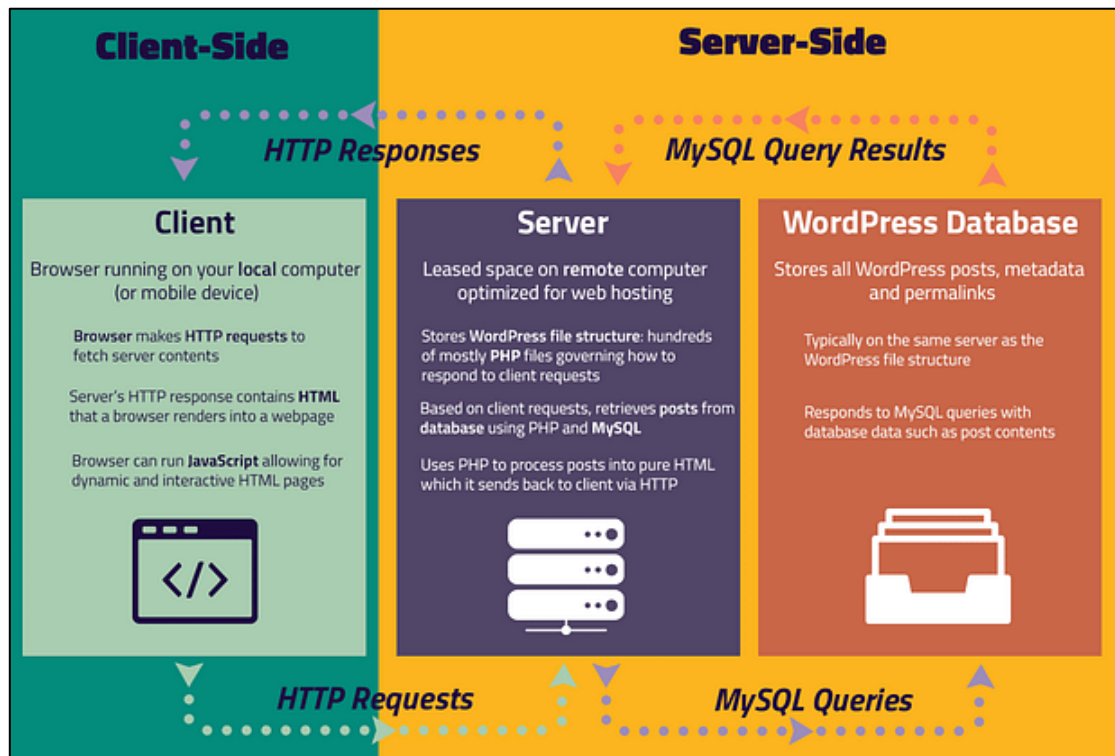 Client-Side
Server-Side
HTTP Responses
MySQL Query Results
Client
Browser running on your local computer
(or mobile device)
Browser makes HTTP requests to
fetch server contents
Server's HTTP response contains HTML
that a browser renders into a webpage
Browser can run JavaScript allowing for
dynamic and interactive HTML pages
</>
Server
Leased space on remote computer
optimized for web hosting
Stores WordPress file structure: hundreds
of mostly PHP files governing how to
respond to client requests
Based on client requests, retrieves posts from
database using PHP and MySQL
Uses PHP to process posts into pure HTML
which it sends back to client via HTTP
WordPress Database
Stores all WordPress posts, metadata
and permalinks
Typically on the same server as the
WordPress file structure
Responds to MySQL queries with
database data such as post contents
HTTP Requests
MySQL Queries